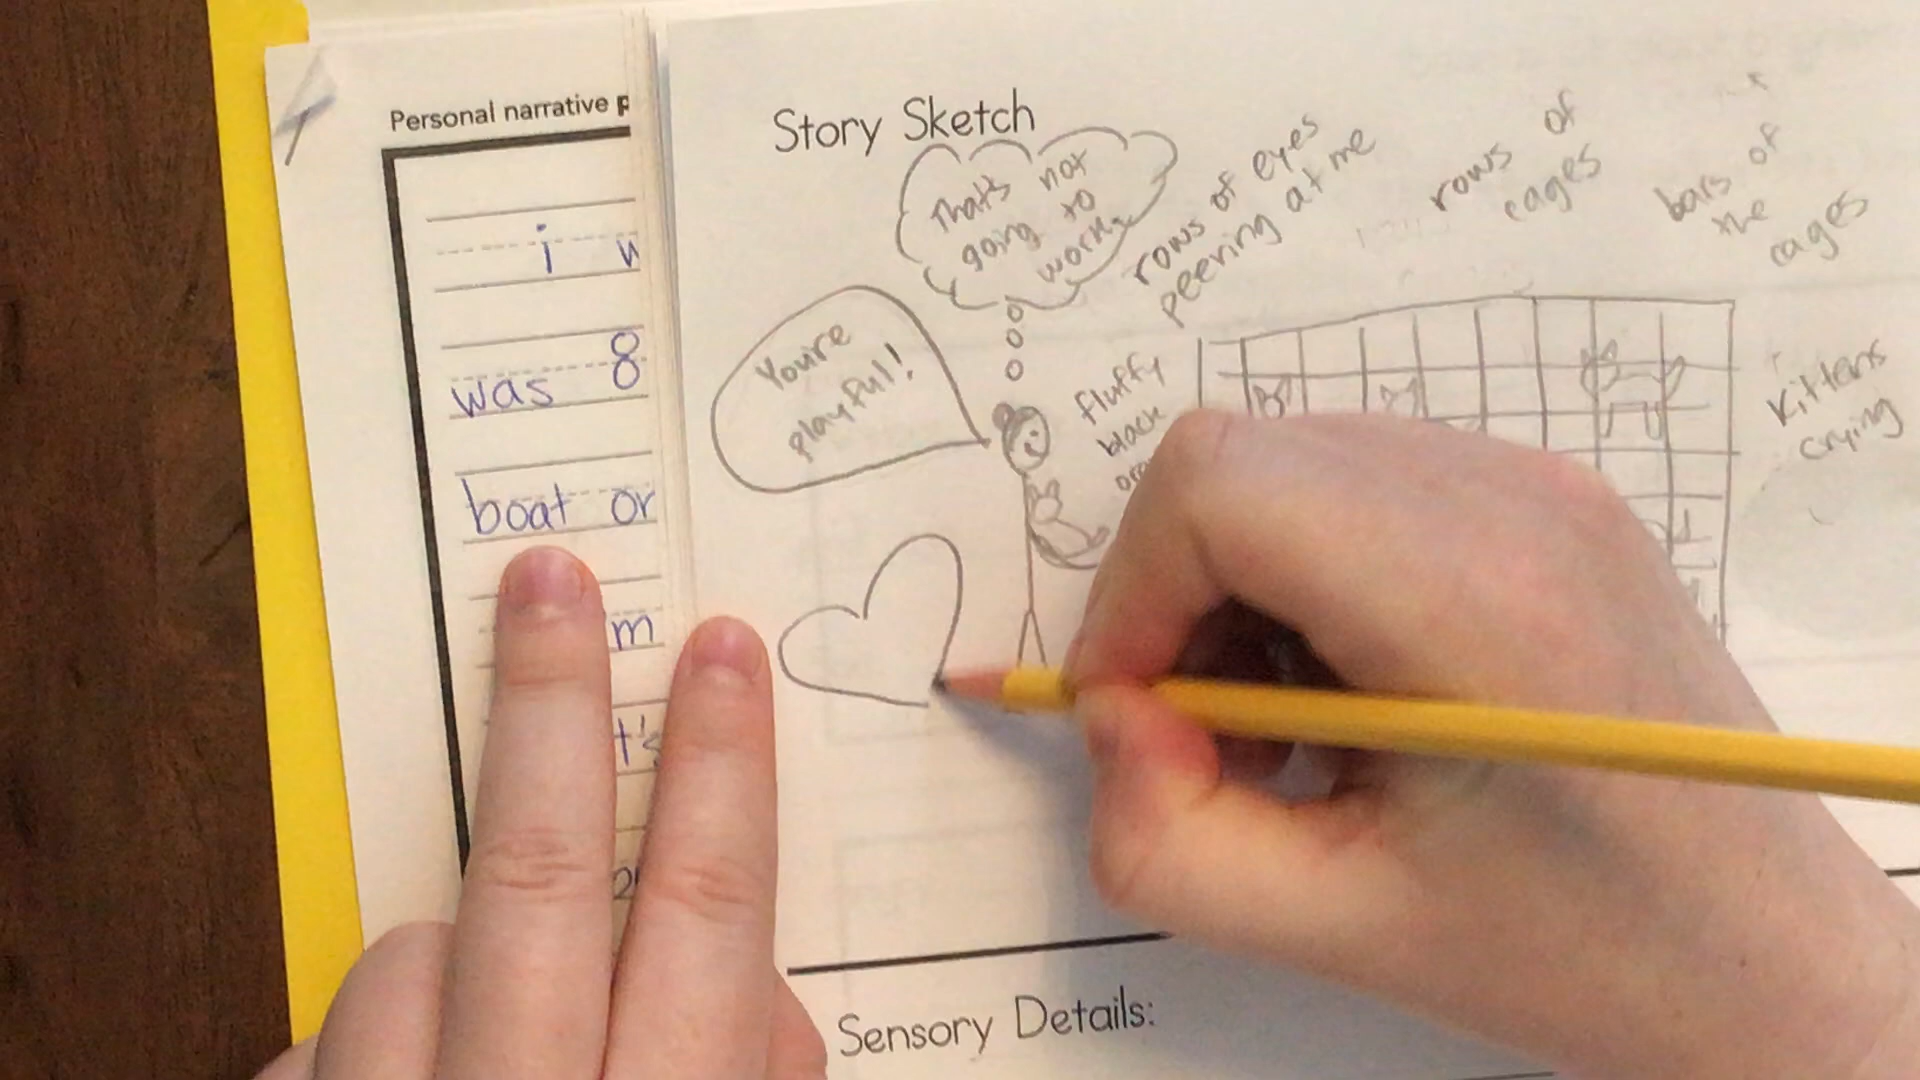 Personal narrative
i
was 8
boat or
m
t's
Story Sketch
That's not
going to
work.
You're
playful!
rows of eyes
peering at me
rows of
cages
bars of
the
cages
fluffy
black
Kittens
crying
Sensory Details: